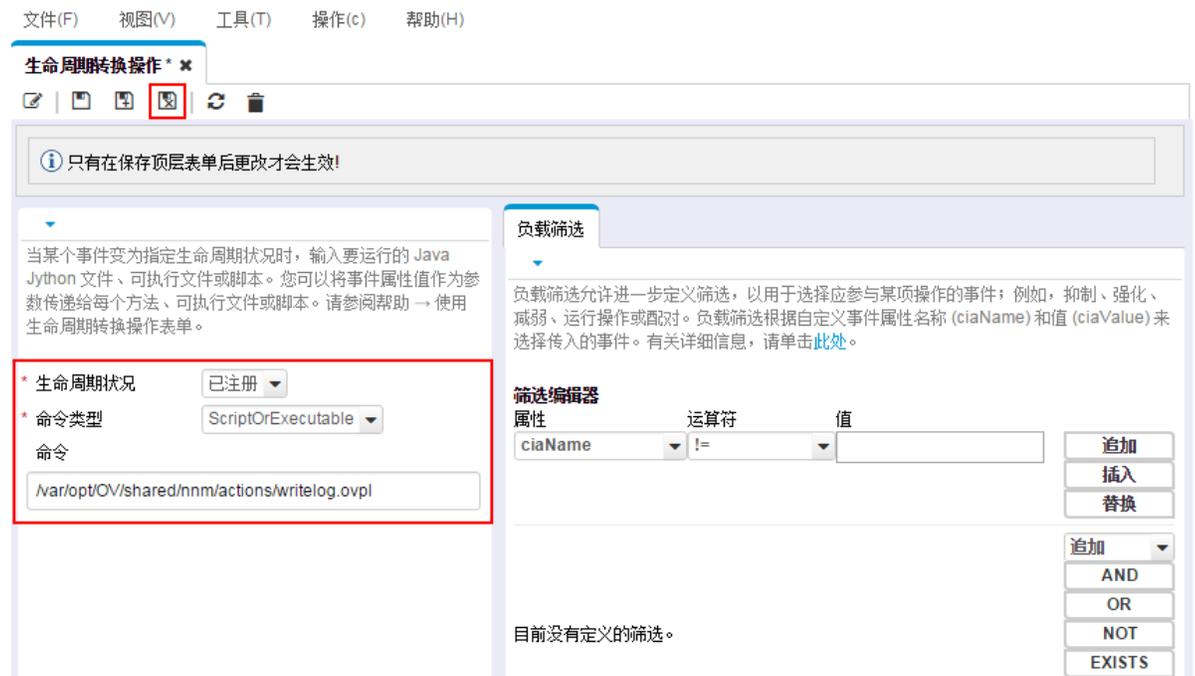 文件(F) 视图(V) 工具(T) 操作(c) 帮助(H)
生命周期转换操作 * ✖
只有在保存顶层表单后更改才会生效!
当某个事件变为指定生命周期状况时，输入要运行的 Java
Jython 文件、可执行文件或脚本。您可以将事件属性值作为参
数传递给每个方法、可执行文件或脚本。请参阅帮助 → 使用
生命周期转换操作表单。
* 生命周期状况 已注册
* 命令类型 ScriptOrExecutable
命令
/var/opt/OV/shared/nnm/actions/writelog.ovpl
负载筛选
负载筛选允许进一步定义筛选，以用于选择应参与某项操作的事件；例如，抑制、强化、
减弱、运行操作或配对。负载筛选根据自定义事件属性名称 (ciaName) 和值 (ciaValue) 来
选择传入的事件。有关详细信息，请单击此处。
筛选编辑器
属性 运算符 值
ciaName != 追加
插入
替换
追加
AND
OR
目前没有定义的筛选。 NOT
EXISTS